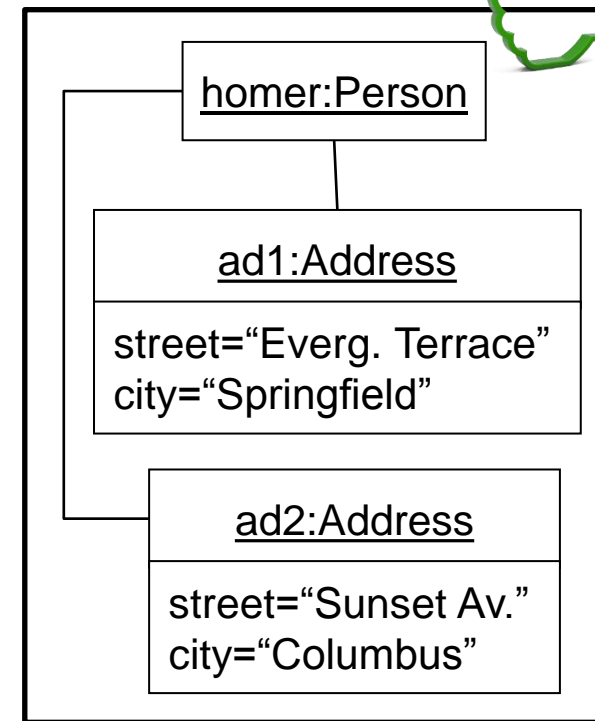 homer:Person
ad1:Address
street=“Everg. Terrace”
city=“Springfield”
ad2:Address
street=“Sunset Av.”
city=“Columbus”